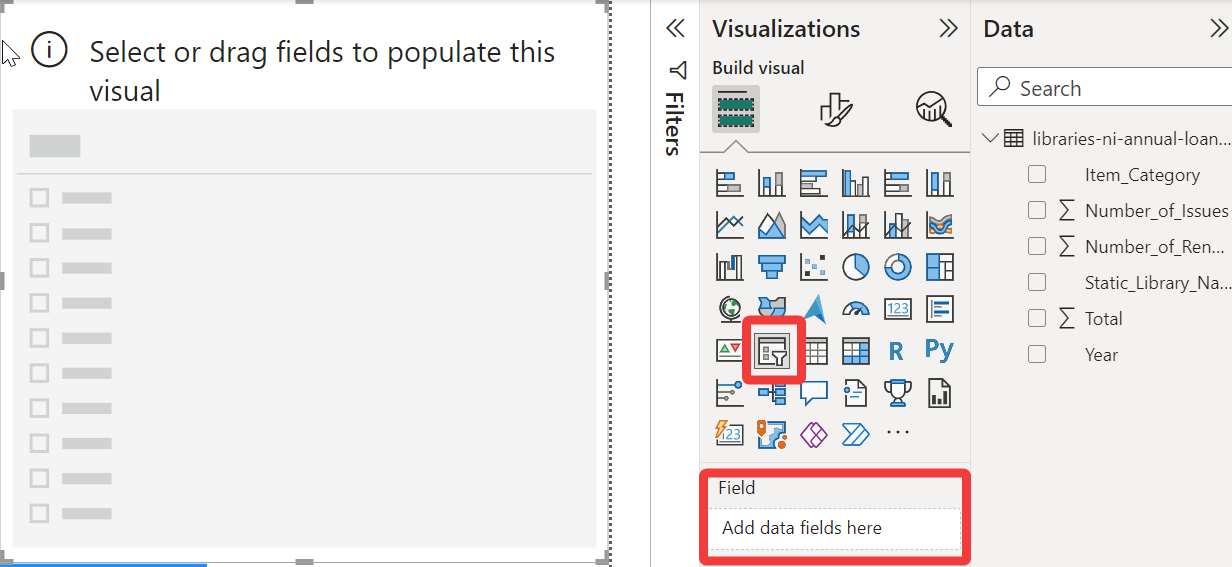 Select or drag fields to populate this
visual
Filters
Visualizations
Build visual
123
R
Py
123
Field
Add data fields here
Data
Search
libraries-ni-annual-loan...
Item_Category
Number_of_Issues
Number_of_Ren...
Static_Library_Na...
Total
Year